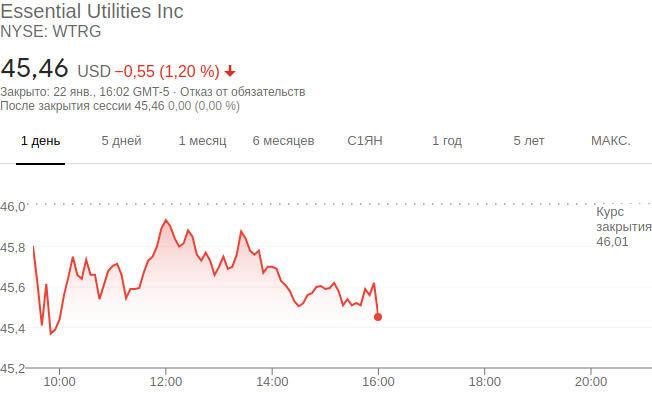 Essential Utilities Inc
NYSE: WTRG
45,46 USD −0,55 (1,20 %)
Закрыто: 22 янв., 16:02 GMT-5 · Отказ от обязательств
После закрытия сессии 45,46 0,00 (0,00 %)
1 день 5 дней 1 месяц 6 месяцев С1ЯН 1 год 5 лет МАКС.
46,0
Курс
закрытия
46,01
45,8
45,6
45,4
45,2
10:00 12:00 14:00 16:00 18:00 20:00